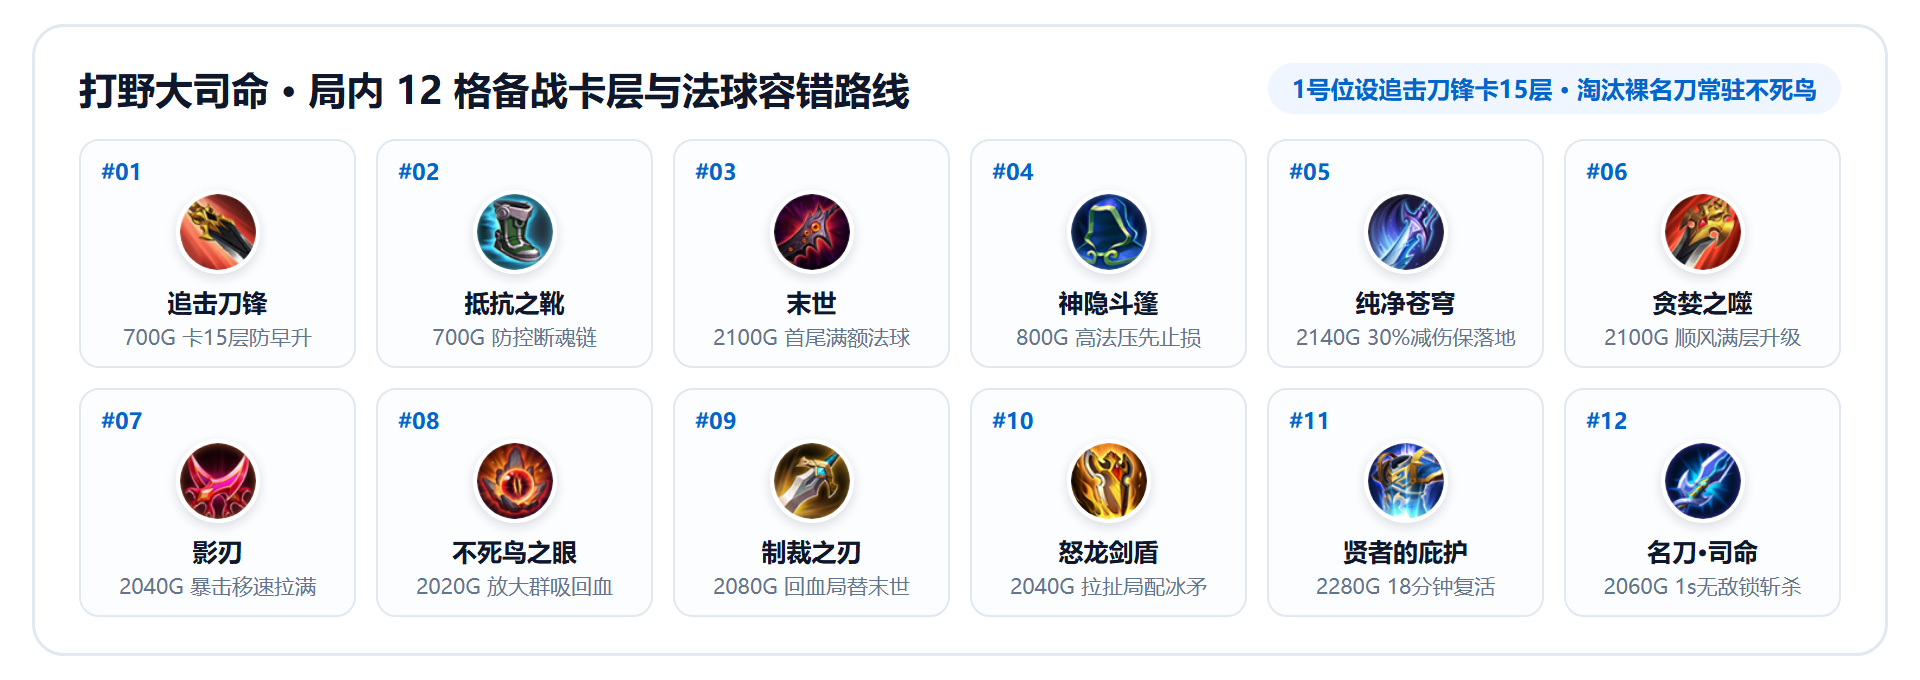 打野大司命 • 局内 12 格备战卡层与法球容错路线
1号位设追击刀锋卡15层 • 淘汰裸名刀常驻不死鸟
#01
追击刀锋
700G 卡15层防早升
#02
抵抗之靴
700G 防控断魂链
#03
末世
2100G 首尾满额法球
#04
神隐斗篷
800G 高法压先止损
#05
纯净苍穹
2140G 30%减伤保落地
#06
贪婪之噬
2100G 顺风满层升级
#07
影刃
2040G 暴击移速拉满
#08
不死鸟之眼
2020G 放大群吸回血
#09
制裁之刃
2080G 回血局替末世
#10
怒龙剑盾
2040G 拉扯局配冰矛
#11
贤者的庇护
2280G 18分钟复活
#12
名刀•司命
2060G 1s无敌锁斩杀